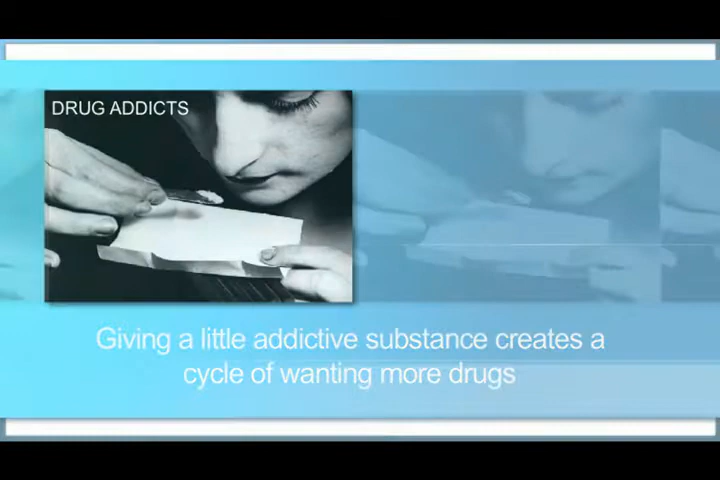 DRUG ADDICTS
Giving a little addictive substance creates a
cycle of wanting more drugs